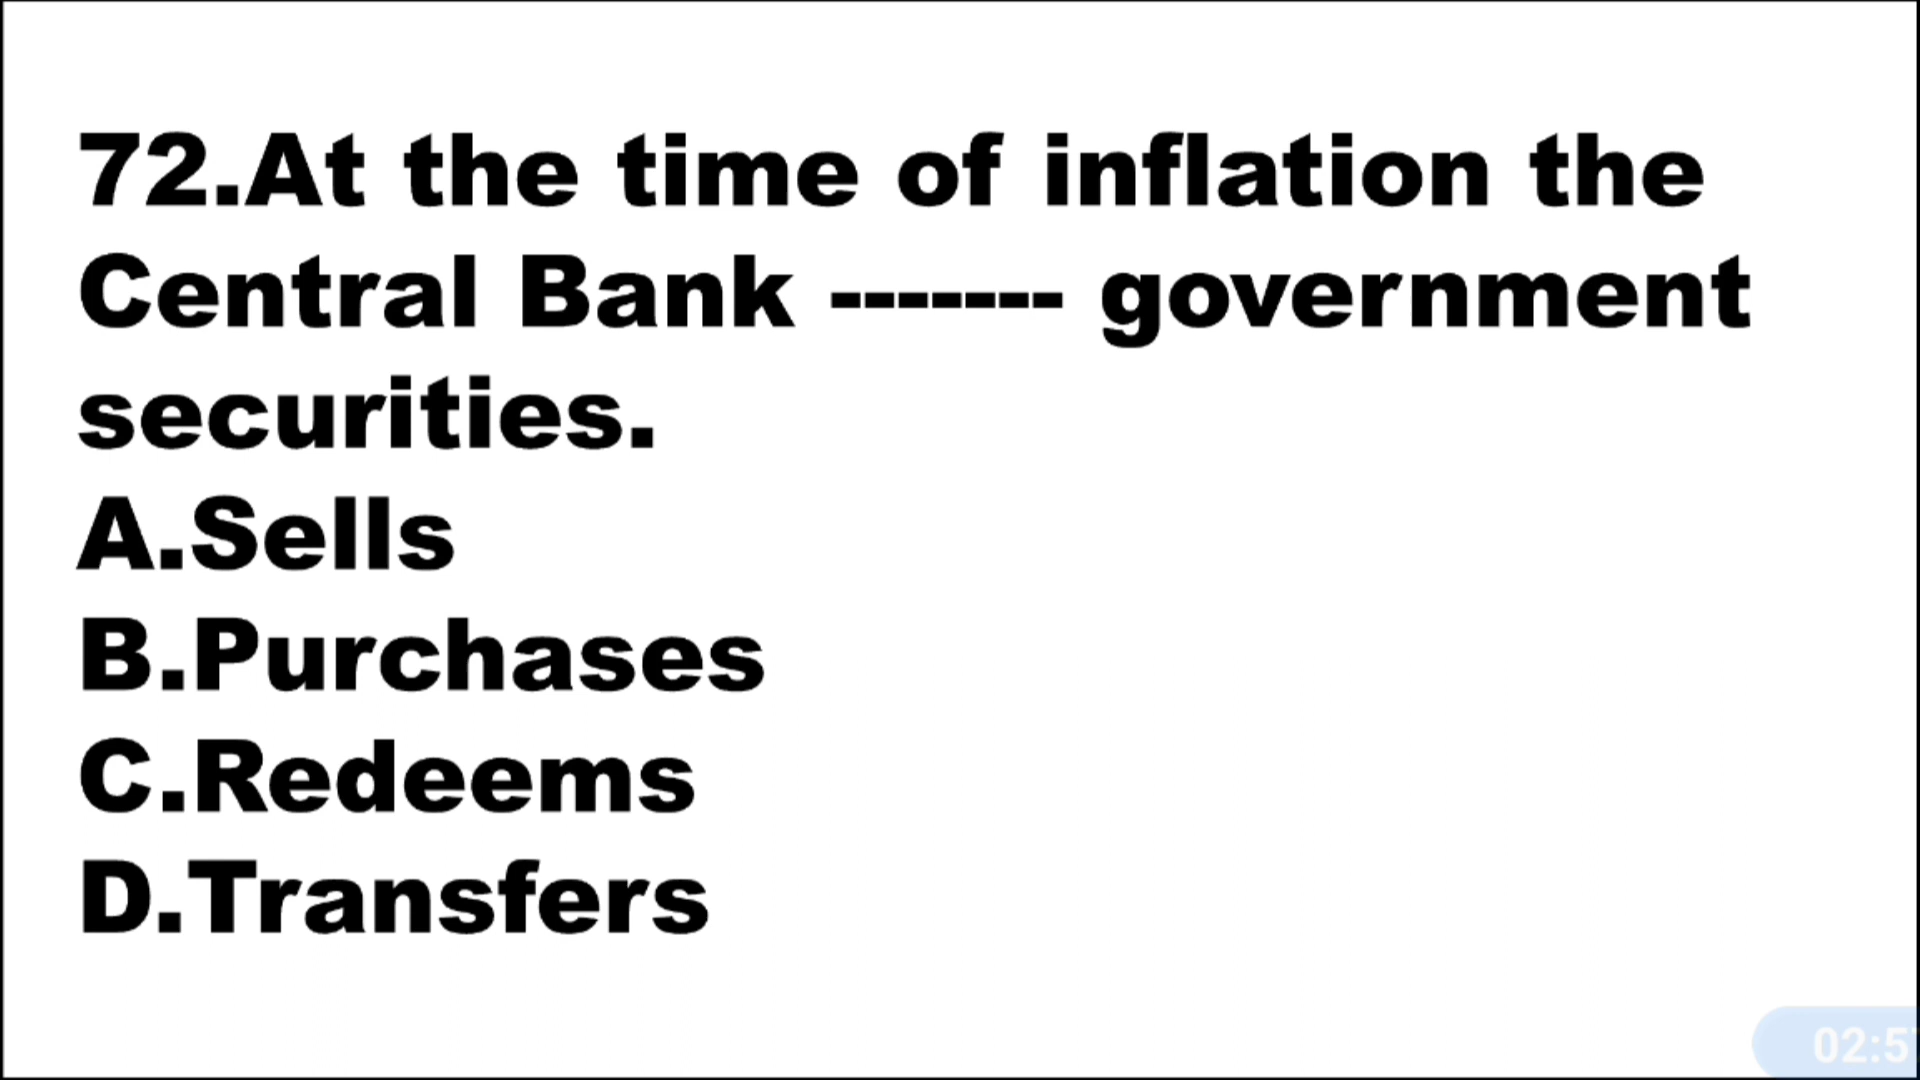 72.At the time of inflation the
Central Bank ------- government
securities.
A.Sells
B.Purchases
C.Redeems
D.Transfers